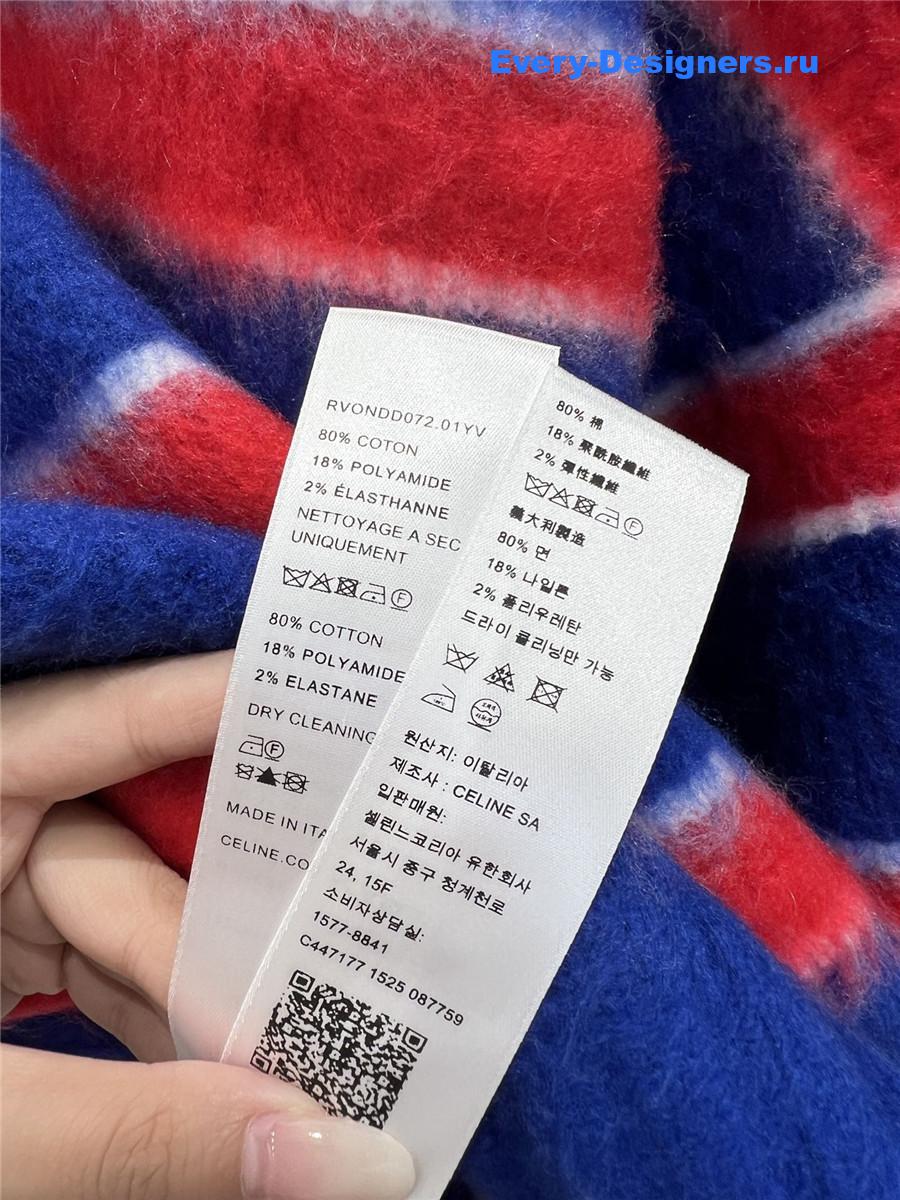 Every-Designers.ru
RVONDD072.01YV
80% COTON
18% POLYAMIDE
2% ÉLASTHANNE
NETTOYAGE A SEC
UNIQUEMENT
F
80% COTTON
18% POLYAMIDE
2% ELASTANE
DRY CLEANING
F
MADE IN ITA
CELINE.CO
80% 棉
18% 聚酰胺纖維
2% 彈性纖維
F
義大利製造
80% 면
18% 나일론
2% 폴리우레탄
드라이 클리닝만 가능
원산지: 이탈리아
제조사 : CELINE SA
입판매원:
셀린느코리아 유한회사
서울시 중구 청계천로
24, 15F
소비자상담실:
1577-8841
C447177 1525 087759